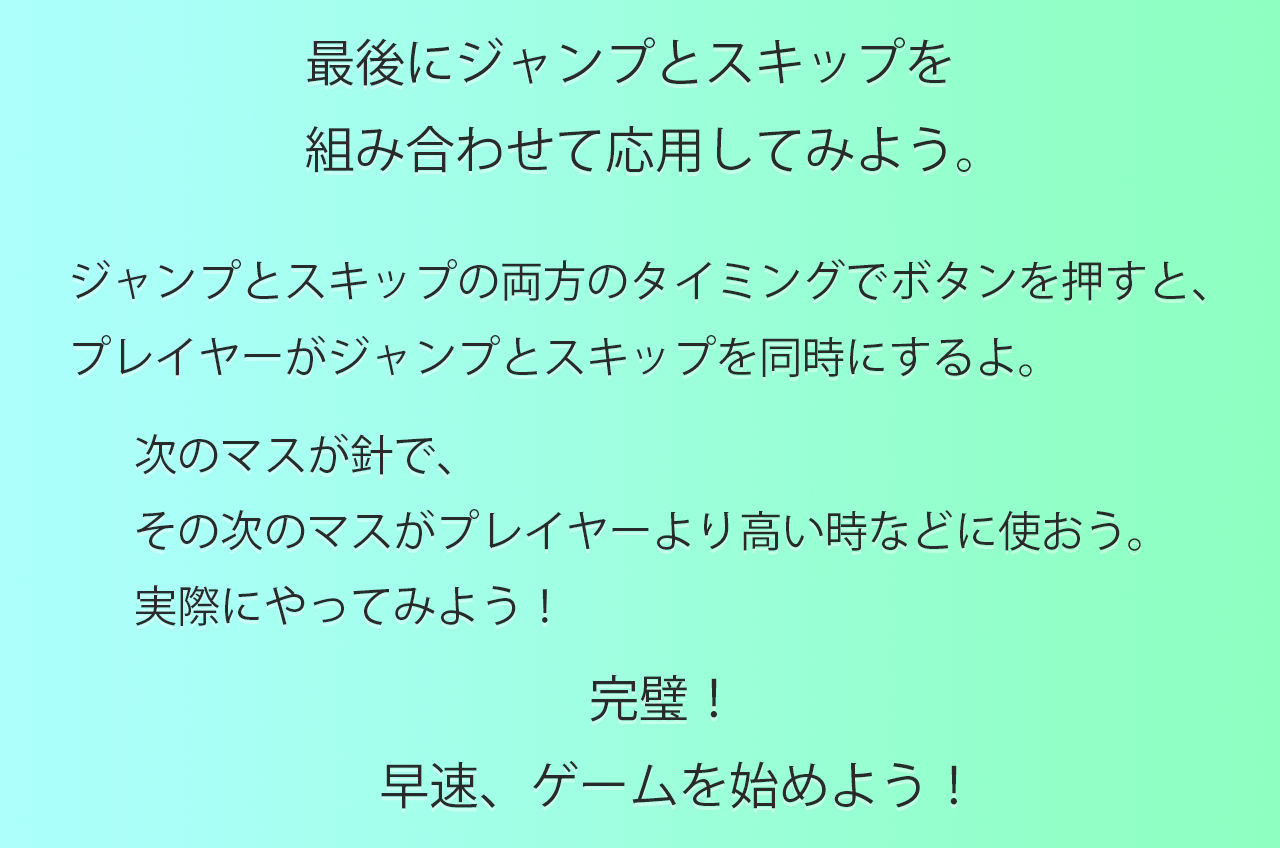 最後にジャンプとスキップを
組み合わせて応用してみよう。
ジャンプとスキップの両方のタイミングでボタンを押すと、
プレイヤーがジャンプとスキップを同時にするよ。
次のマスが針で、
その次のマスがプレイヤーより高い時などに使おう。
実際にやってみよう！
完璧！
早速、ゲームを始めよう！